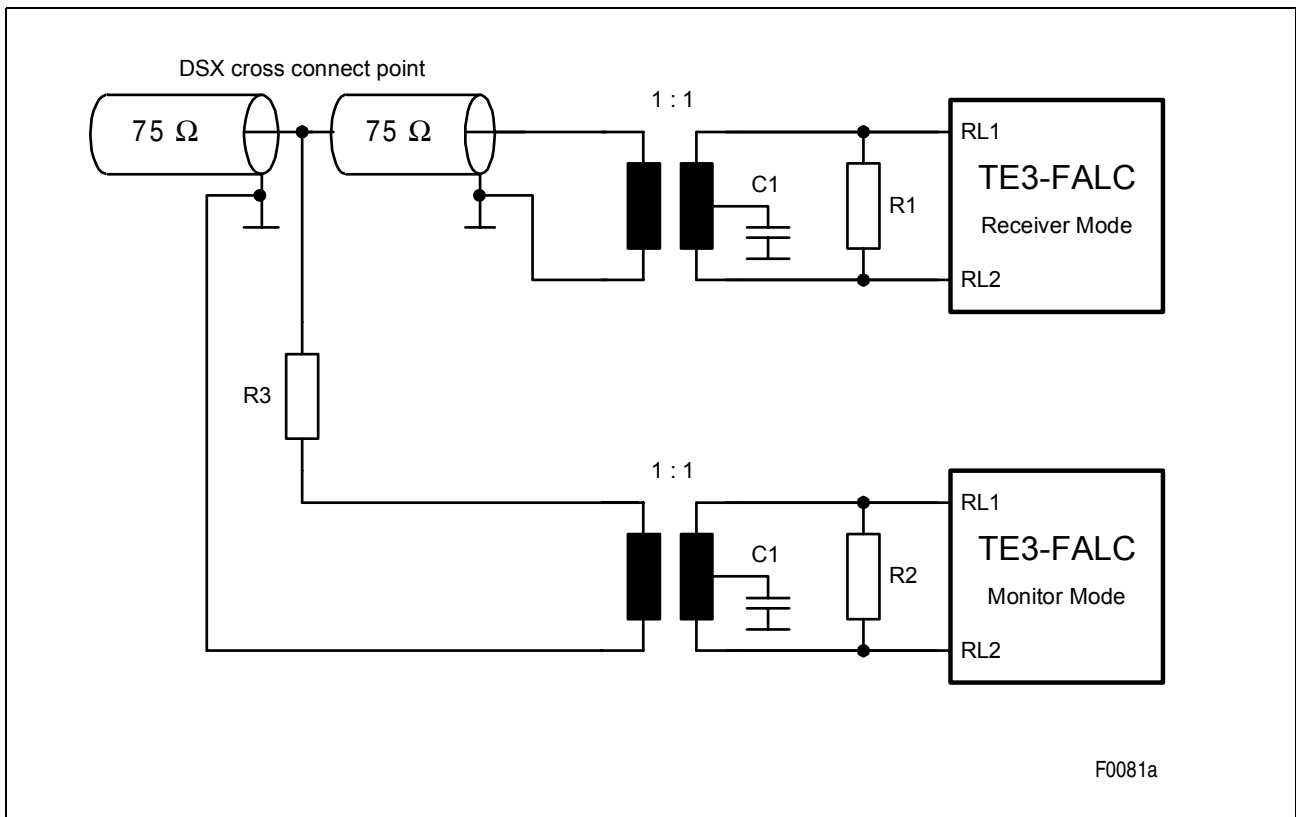 DSX cross connect point
75 Ω
75 Ω
1 : 1
C1
R1
RL1
TE3-FALC
Receiver Mode
RL2
R3
1 : 1
C1
R2
RL1
TE3-FALC
Monitor Mode
RL2
F0081a